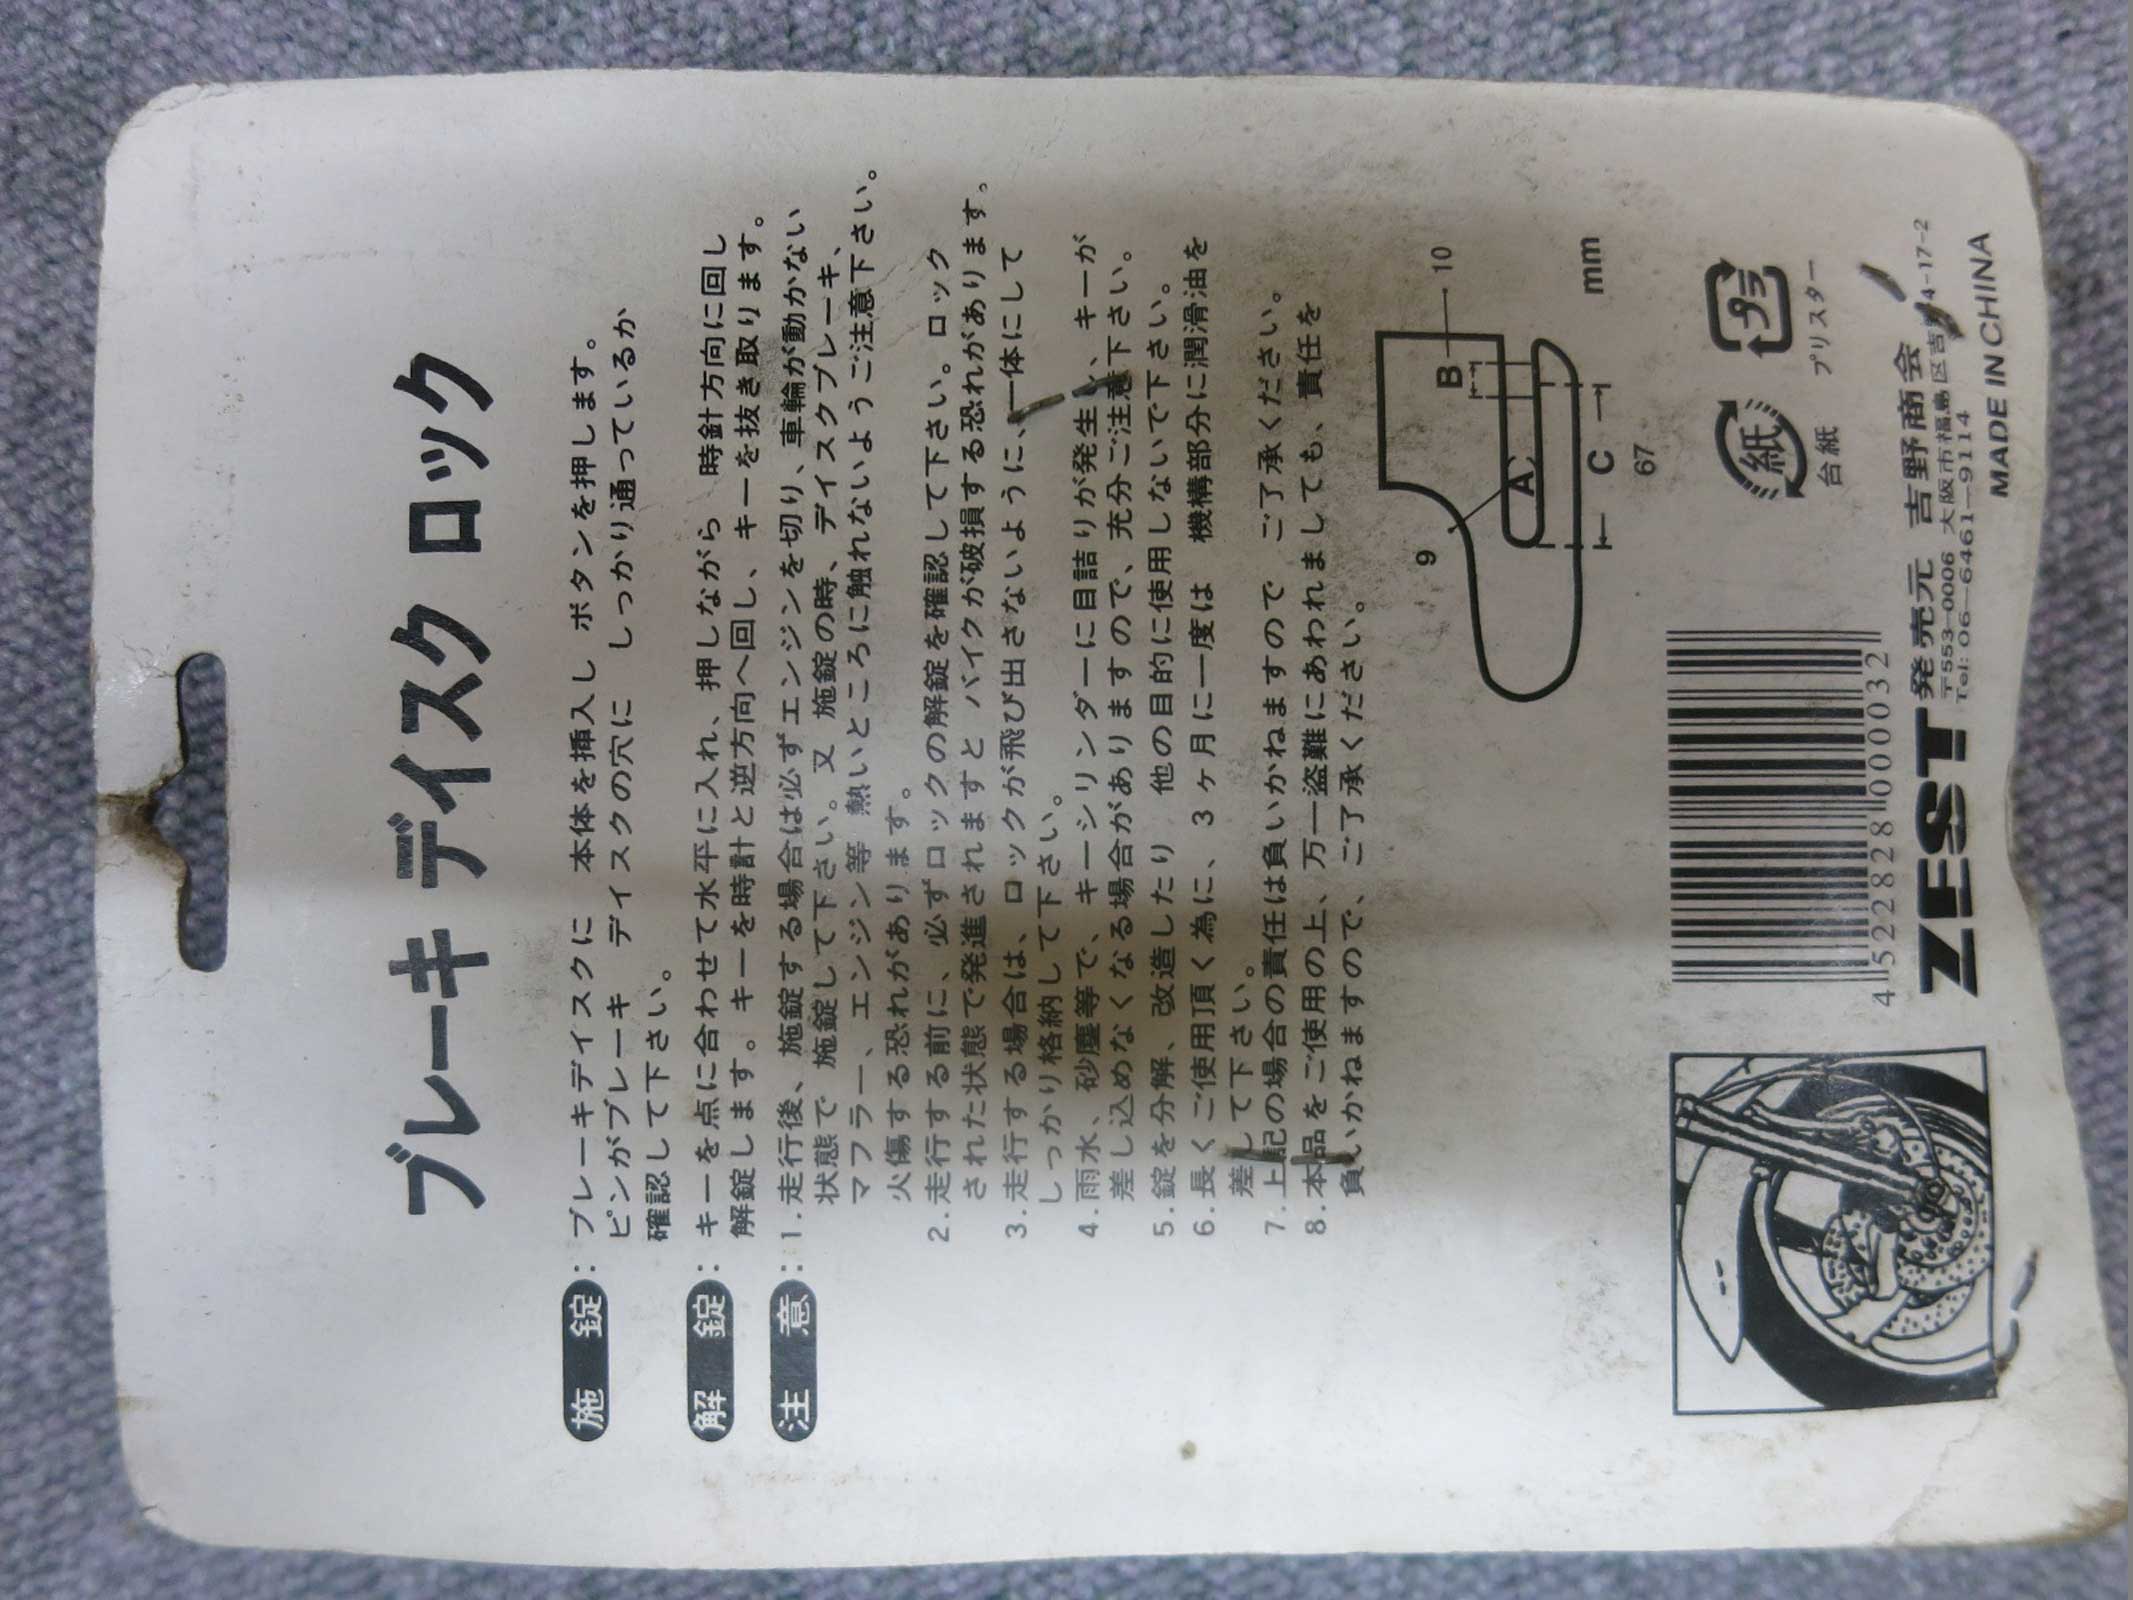 ブレーキ ディスク ロック
施 錠 : ブレーキディスクに 本体を挿入し ボタンを押します。
ピンがブレーキ ディスクの穴に しっかり通っているか
確認して下さい。
解 錠 : キーを点に合わせて水平に入れ、押しながら 時針方向に回し
解錠します。キーを時計と逆方向へ回し、キーを抜き取ります。
注 意 : 1.走行後、施錠する場合は必ずエンジンを切り、車輪が動かない
状態で 施錠して下さい。又 施錠の時、ディスクブレーキ、
マフラー、エンジン等 熱いところに触れないようご注意下さい。
火傷する恐れがあります。
2.走行する前に、必ずロックの解錠を確認して下さい。ロック
された状態で発進されますと バイクが破損する恐れがあります。
3.走行する場合は、ロックが飛び出さないように、一体にして
しっかり格納して下さい。
4.雨水、砂塵等で、キーシリンダーに目詰りが発生し、キーが
差し込めなくなる場合がありますので、充分ご注意下さい。
5.錠を分解、改造したり 他の目的に使用しないで下さい。
6.長くご使用頂く為に、3ヶ月に一度は 機構部分に潤滑油を
差して下さい。
7.上記の場合の責任は負いかねますので ご了承ください。
8.本品をご使用の上、万一盗難にあわれましても、責任を
負いかねますので、ご了承ください。
10
B
9
A
C
67
mm
紙
台紙
プラ
プリスター
4 522828 000032
ZEST 発売元 吉野商会
〒553-0006 大阪市福島区吉野4-17-2
Tel: 06-6461-9114
MADE IN CHINA